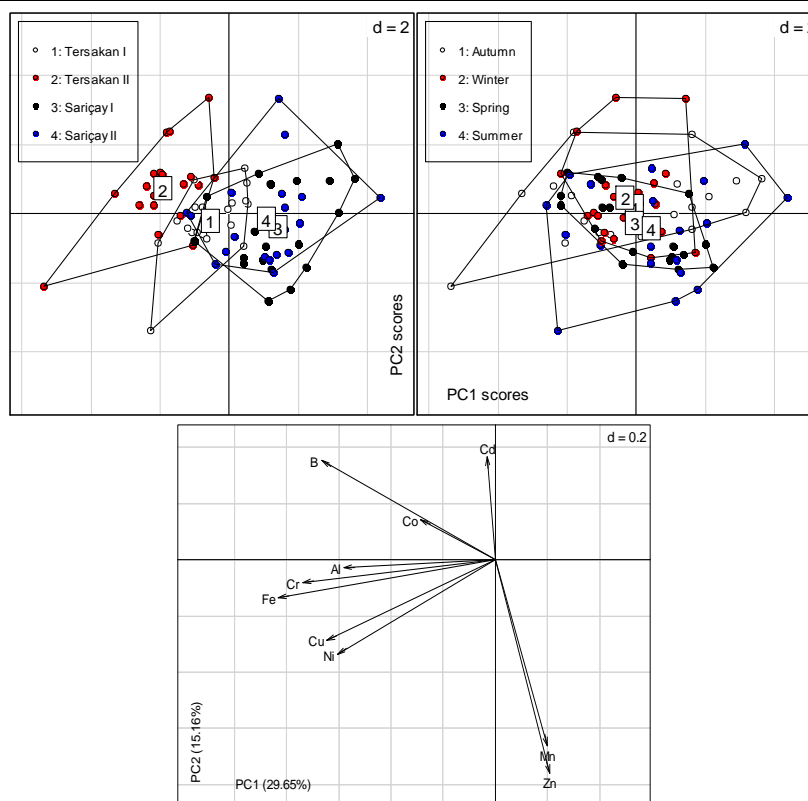 d = 2
1: Tersakan I
2: Tersakan II
3: Sariçay I
4: Sariçay II
2
1
4
3
PC2 scores
1: Autumn
2: Winter
3: Spring
4: Summer
2
1
3
4
PC1 scores
d = 0.2
Cd
B
Co
Al
Cr
Fe
Cu
Ni
Mn
Zn
PC2 (15.16%)
PC1 (29.65%)